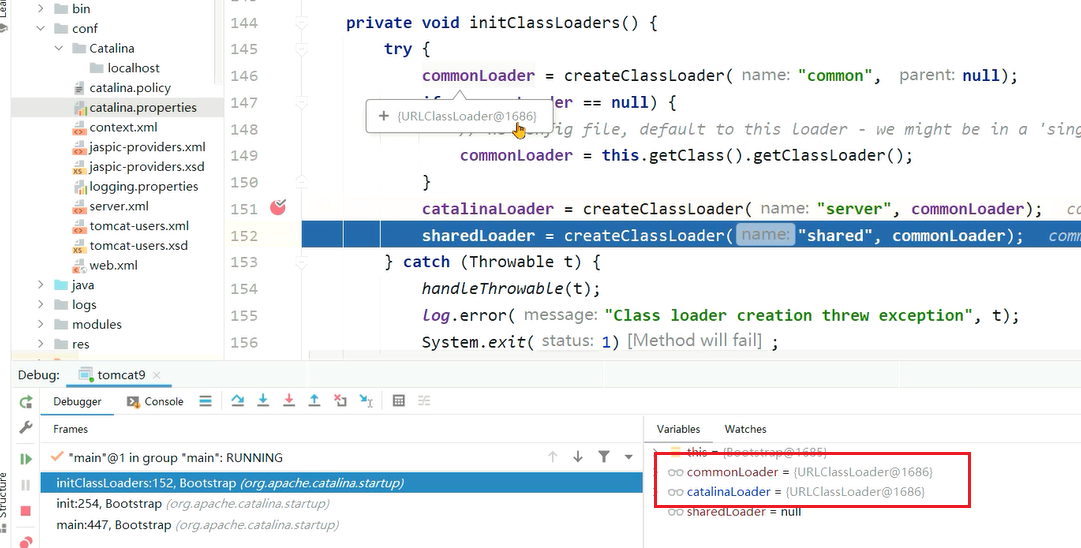 Lea
bin
conf
Catalina
localhost
catalina.policy
catalina.properties
context.xml
jaspic-providers.xml
jaspic-providers.xsd
logging.properties
server.xml
tomcat-users.xml
tomcat-users.xsd
web.xml
java
logs
modules
res
144 private void initClassLoaders() {
145 try {
146 commonLoader = createClassLoader( name: "common", parent: null);
147 == null) {
+ {URLClassLoader@1686}
148 file, default to this loader - we might be in a 'sing
149 commonLoader = this.getClass().getClassLoader();
150 }
151 catalinaLoader = createClassLoader( name: "server", commonLoader);
152 sharedLoader = createClassLoader( name: "shared", commonLoader); comm
153 } catch (Throwable t) {
154 handleThrowable(t);
155 log.error( message: "Class loader creation threw exception", t);
156 System.exit( status: 1) [Method will fail] ;
Debug: tomcat9
Debugger Console
Frames
"main"@1 in group "main": RUNNING
initClassLoaders:152, Bootstrap (org.apache.catalina.startup)
init:254, Bootstrap (org.apache.catalina.startup)
main:447, Bootstrap (org.apache.catalina.startup)
Variables Watches
this = {Bootstrap@1685}
commonLoader = {URLClassLoader@1686}
catalinaLoader = {URLClassLoader@1686}
sharedLoader = null
Structure